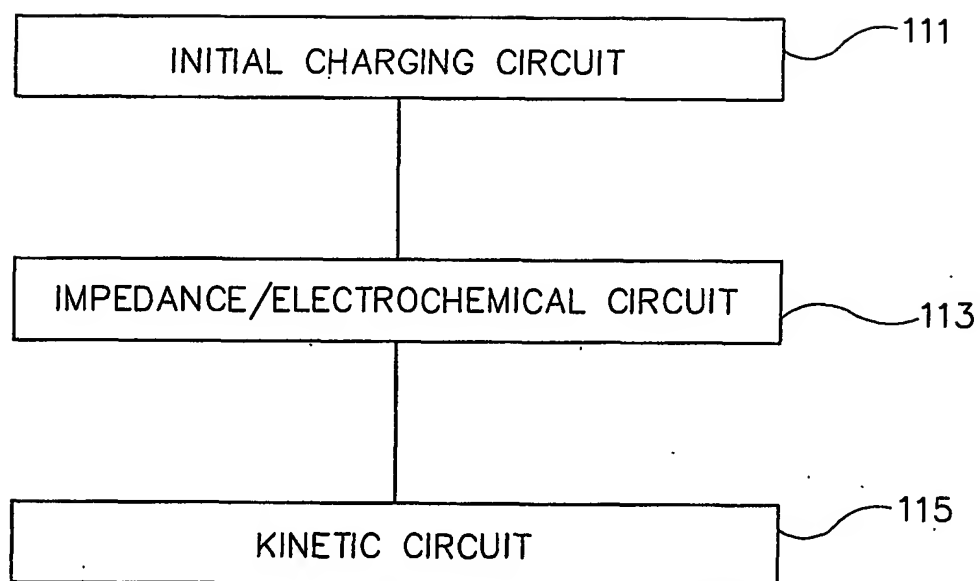 INITIAL CHARGING CIRCUIT
111
IMPEDANCE/ELECTROCHEMICAL CIRCUIT
113
KINETIC CIRCUIT
115